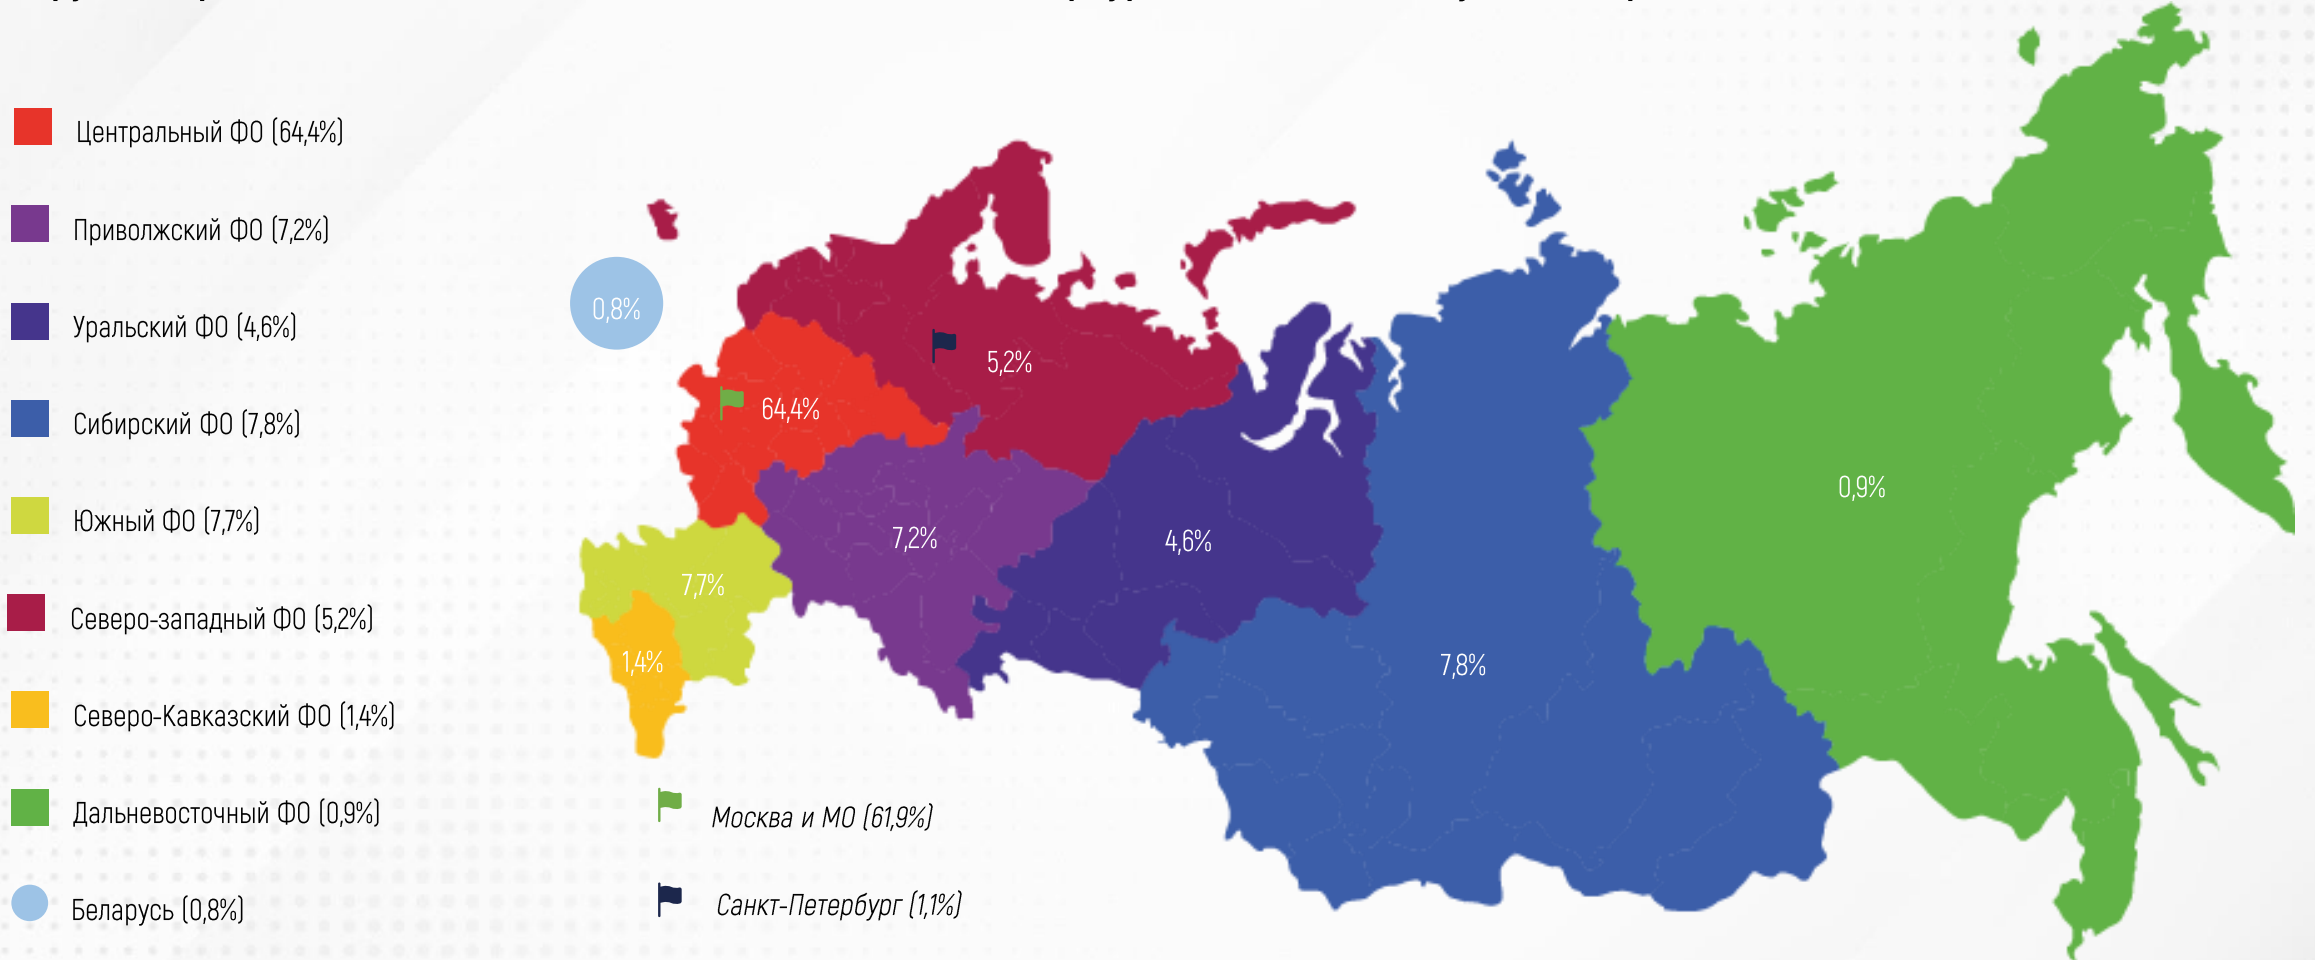 Центральный ФО (64,4%)
Приволжский ФО (7,2%)
Уральский ФО (4,6%)
Сибирский ФО (7,8%)
Южный ФО (7,7%)
Северо-западный ФО (5,2%)
Северо-Кавказский ФО (1,4%)
Дальневосточный ФО (0,9%)
Беларусь (0,8%)
0,8%
5,2%
64,4%
0,9%
7,2%
4,6%
7,7%
1,4%
7,8%
Москва и МО (61,9%)
Санкт-Петербург (1,1%)